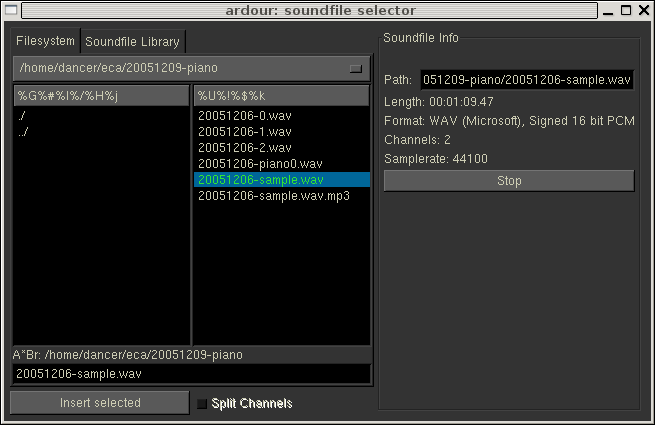 ardour: soundfile selector
Filesystem
Soundfile Library
/home/dancer/eca/20051209-piano
%G%#%l%/%H%j
./
../
%U%!%$%k
20051206-0.wav
20051206-1.wav
20051206-2.wav
20051206-piano0.wav
20051206-sample.wav
20051206-sample.wav.mp3
A*Br: /home/dancer/eca/20051209-piano
20051206-sample.wav
Insert selected
Split Channels
Soundfile Info
Path: 051209-piano/20051206-sample.wav
Length: 00:01:09.47
Format: WAV (Microsoft), Signed 16 bit PCM
Channels: 2
Samplerate: 44100
Stop